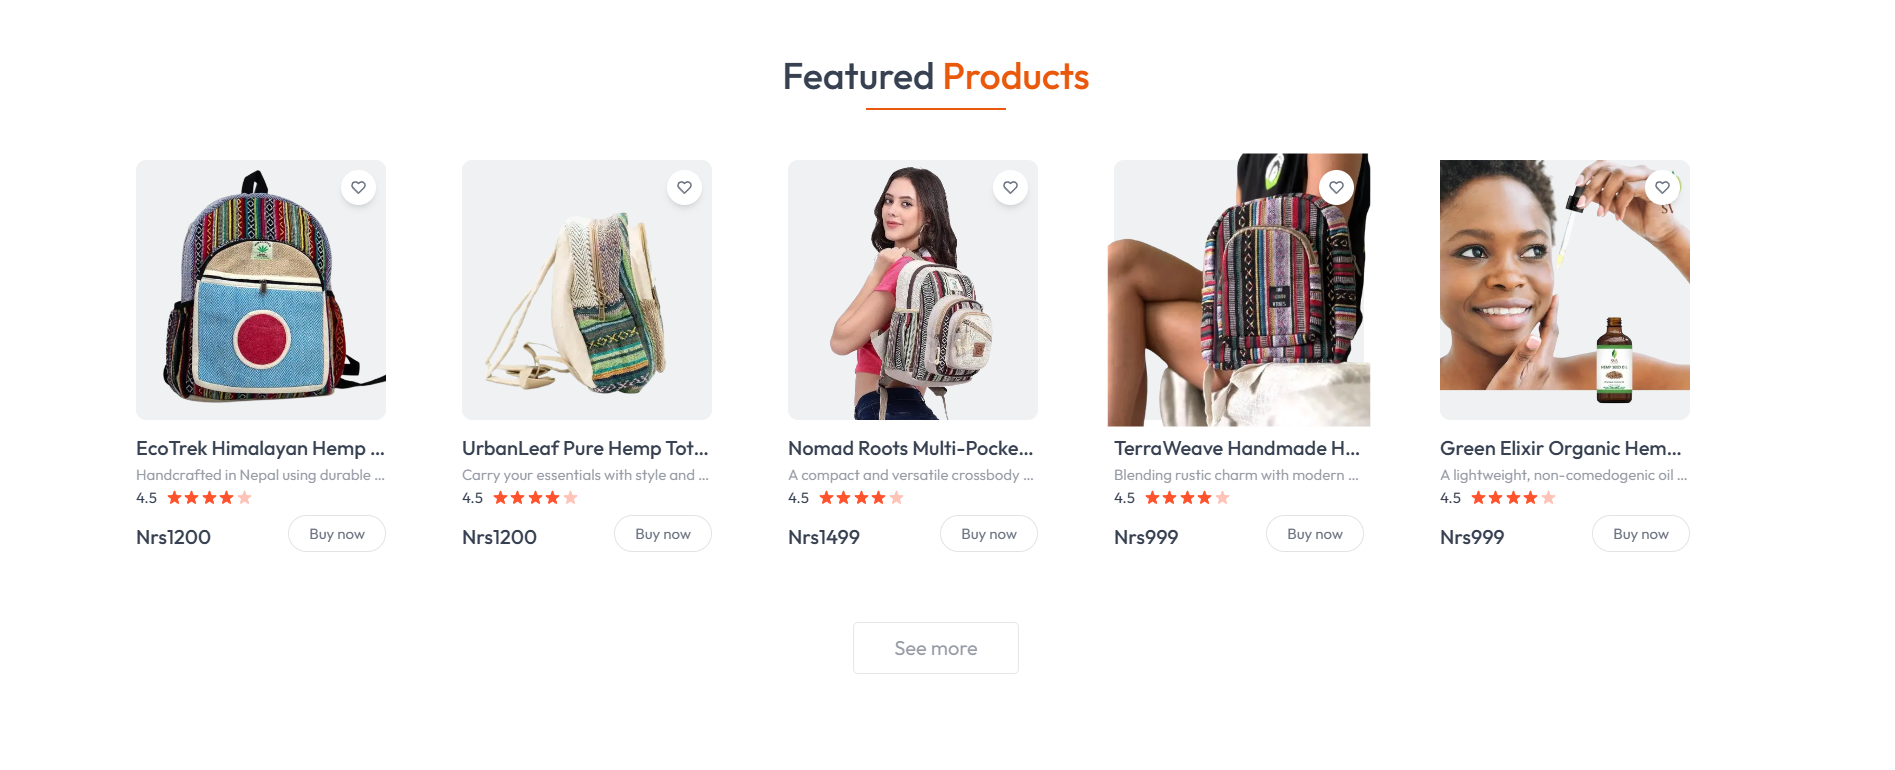 Featured Products
EcoTrek Himalayan Hemp ...
Handcrafted in Nepal using durable ...
4.5
Nrs1200
Buy now
UrbanLeaf Pure Hemp Tot...
Carry your essentials with style and ...
4.5
Nrs1200
Buy now
Nomad Roots Multi-Pocke...
A compact and versatile crossbody ...
4.5
Nrs1499
Buy now
TerraWeave Handmade H...
Blending rustic charm with modern ...
4.5
Nrs999
Buy now
HEMP SEED OIL
Green Elixir Organic Hem...
A lightweight, non-comedogenic oil ...
4.5
Nrs999
Buy now
See more